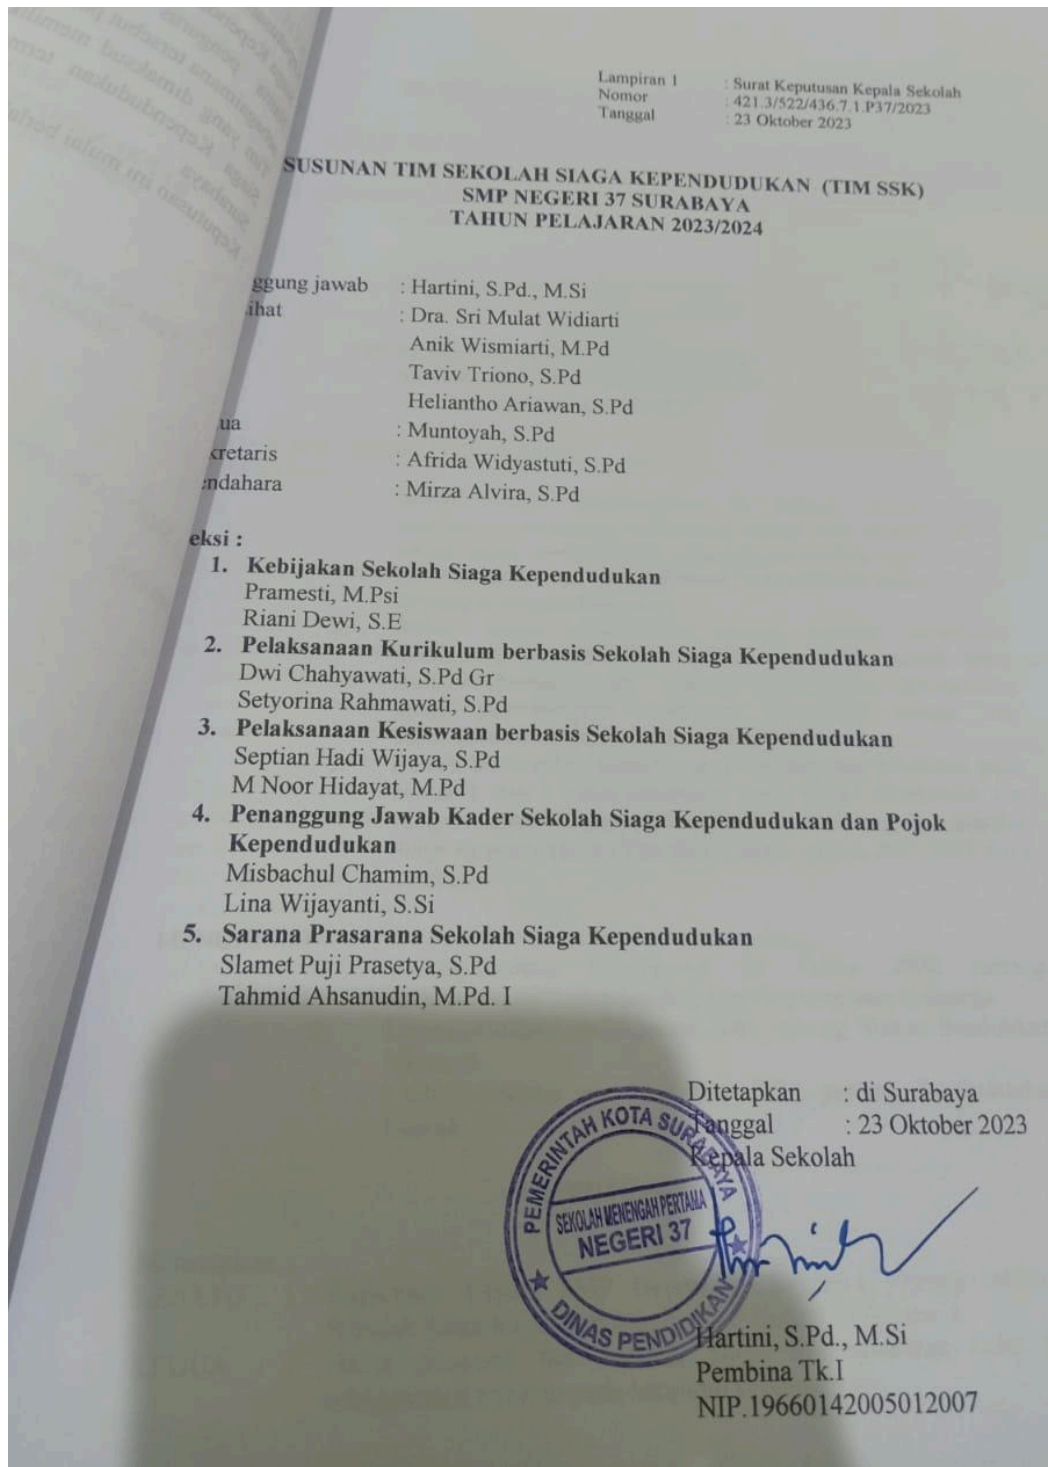 Lampiran 1 : Surat Keputusan Kepala Sekolah
Nomor : 421.3/522/436.7.1.P37/2023
Tanggal : 23 Oktober 2023
SUSUNAN TIM SEKOLAH SIAGA KEPENDUDUKAN (TIM SSK)
SMP NEGERI 37 SURABAYA
TAHUN PELAJARAN 2023/2024
ggung jawab : Hartini, S.Pd., M.Si
ihat : Dra. Sri Mulat Widiarti
Anik Wismiarti, M.Pd
Taviv Triono, S.Pd
Heliantho Ariawan, S.Pd
ua : Muntoyah, S.Pd
kretaris : Afrida Widyastuti, S.Pd
endahara : Mirza Alvira, S.Pd
eksi :
1. Kebijakan Sekolah Siaga Kependudukan
Pramesti, M.Psi
Riani Dewi, S.E
2. Pelaksanaan Kurikulum berbasis Sekolah Siaga Kependudukan
Dwi Chahyawati, S.Pd Gr
Setyorina Rahmawati, S.Pd
3. Pelaksanaan Kesiswaan berbasis Sekolah Siaga Kependudukan
Septian Hadi Wijaya, S.Pd
M Noor Hidayat, M.Pd
4. Penanggung Jawab Kader Sekolah Siaga Kependudukan dan Pojok
Kependudukan
Misbachul Chamim, S.Pd
Lina Wijayanti, S.Si
5. Sarana Prasarana Sekolah Siaga Kependudukan
Slamet Puji Prasetya, S.Pd
Tahmid Ahsanudin, M.Pd. I
Ditetapkan : di Surabaya
Tanggal : 23 Oktober 2023
Kepala Sekolah
PEMERINTAH KOTA SURABAYA
SEKOLAH MENENGAH PERTAMA
NEGERI 37
DINAS PENDIDIKAN
Hartini, S.Pd., M.Si
Pembina Tk.I
NIP.19660142005012007